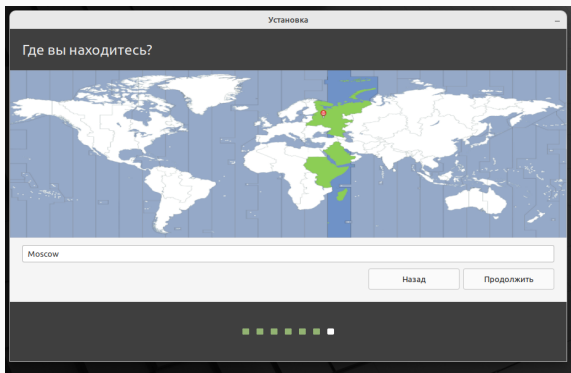 Установка
Где вы находитесь?
Moscow
Назад
Продолжить